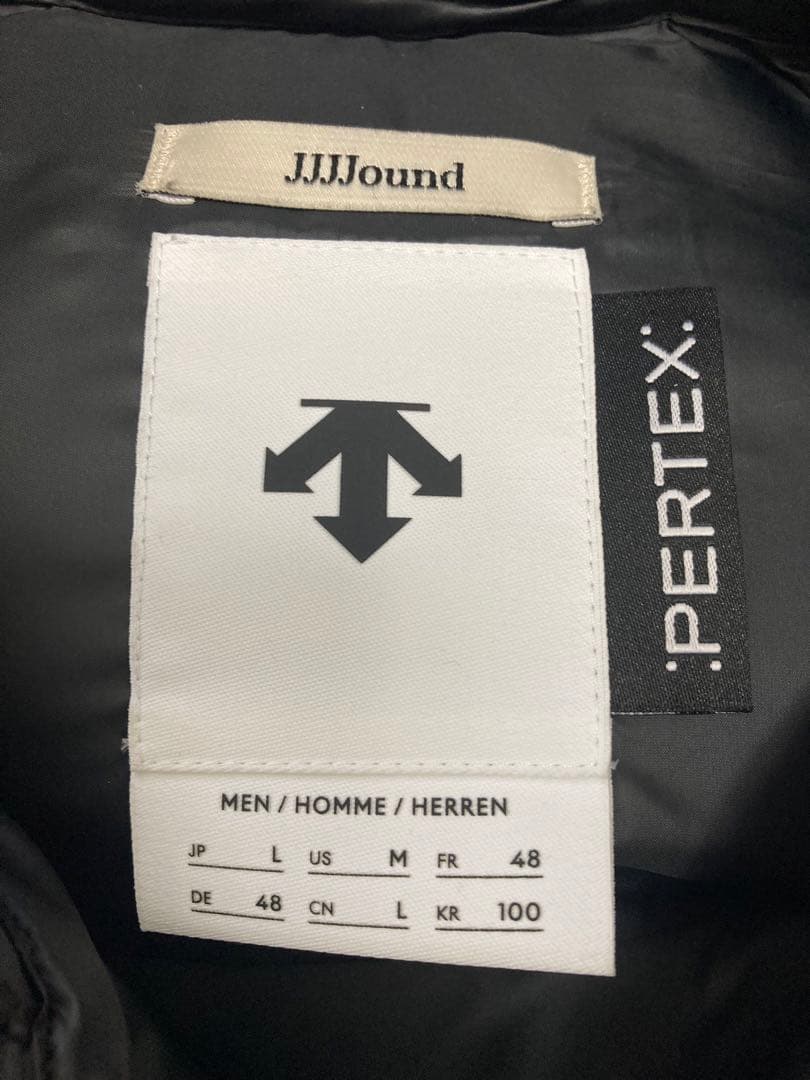 JJJJound
:PERTEX:
MEN / HOMME / HERREN
JP L US M FR 48
DE 48 CN L KR 100